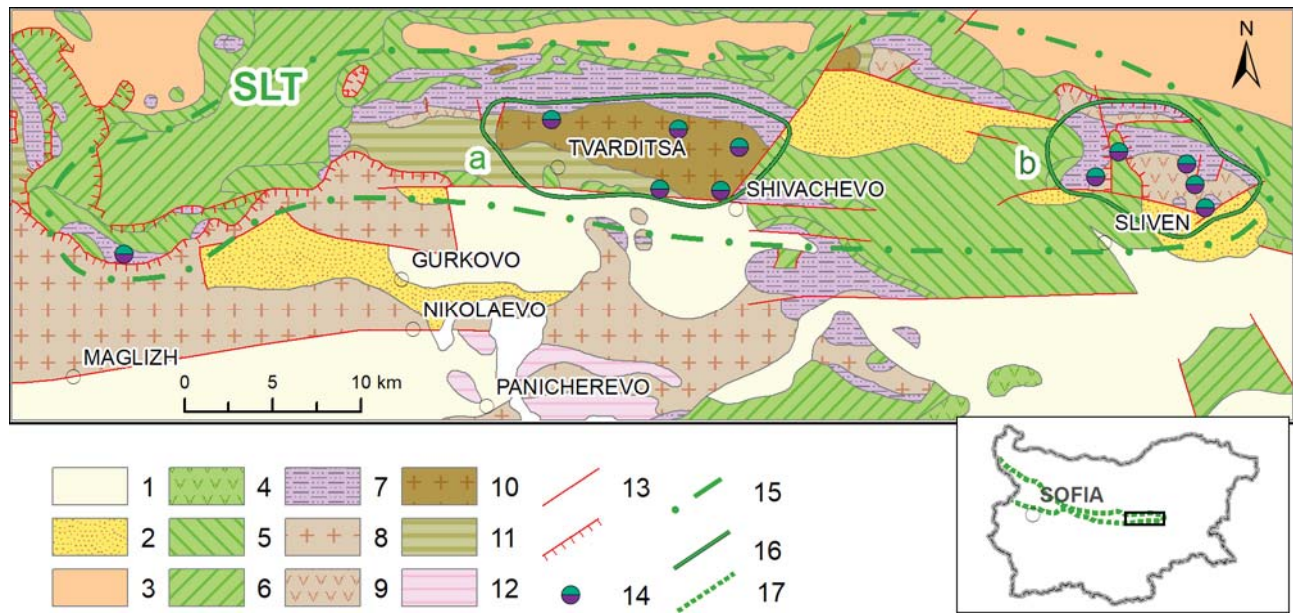 N
SLT
a
TVARDITSA
b
SHIVACHEVO
SLIVEN
GURKOVO
NIKOLAEVO
MAGLIZH
0 5 10 km
PANICHEREVO
1 4 7 10 13 15
2 5 8 11 16
3 6 9 12 14 17
SOFIA